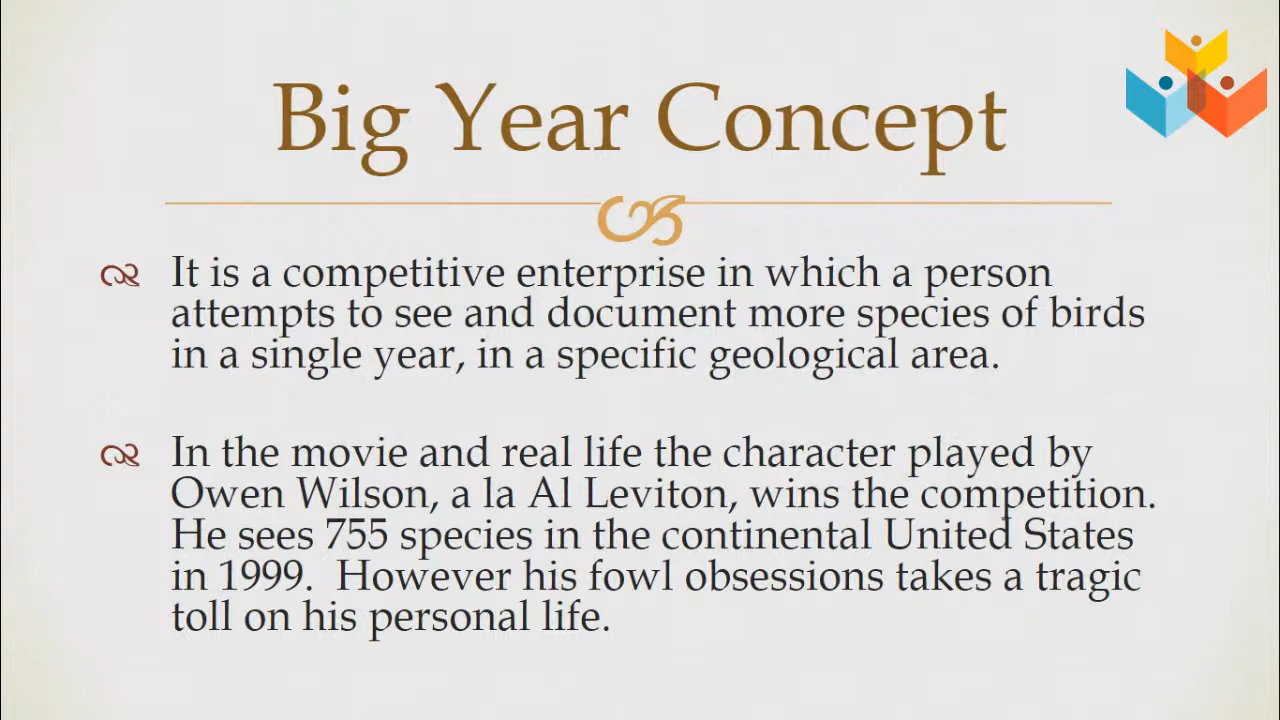 Big Year Concept
It is a competitive enterprise in which a person
attempts to see and document more species of birds
in a single year, in a specific geological area.
In the movie and real life the character played by
Owen Wilson, a la Al Leviton, wins the competition.
He sees 755 species in the continental United States
in 1999.  However his fowl obsessions takes a tragic
toll on his personal life.